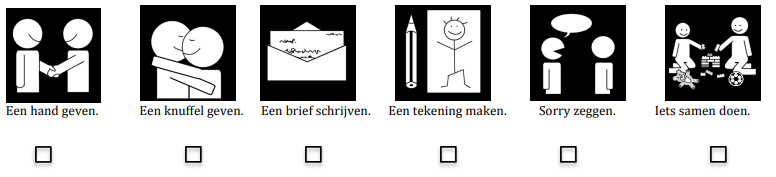 Een hand geven.
Een knuffel geven.
Een brief schrijven.
Een tekening maken.
Sorry zeggen.
Iets samen doen.